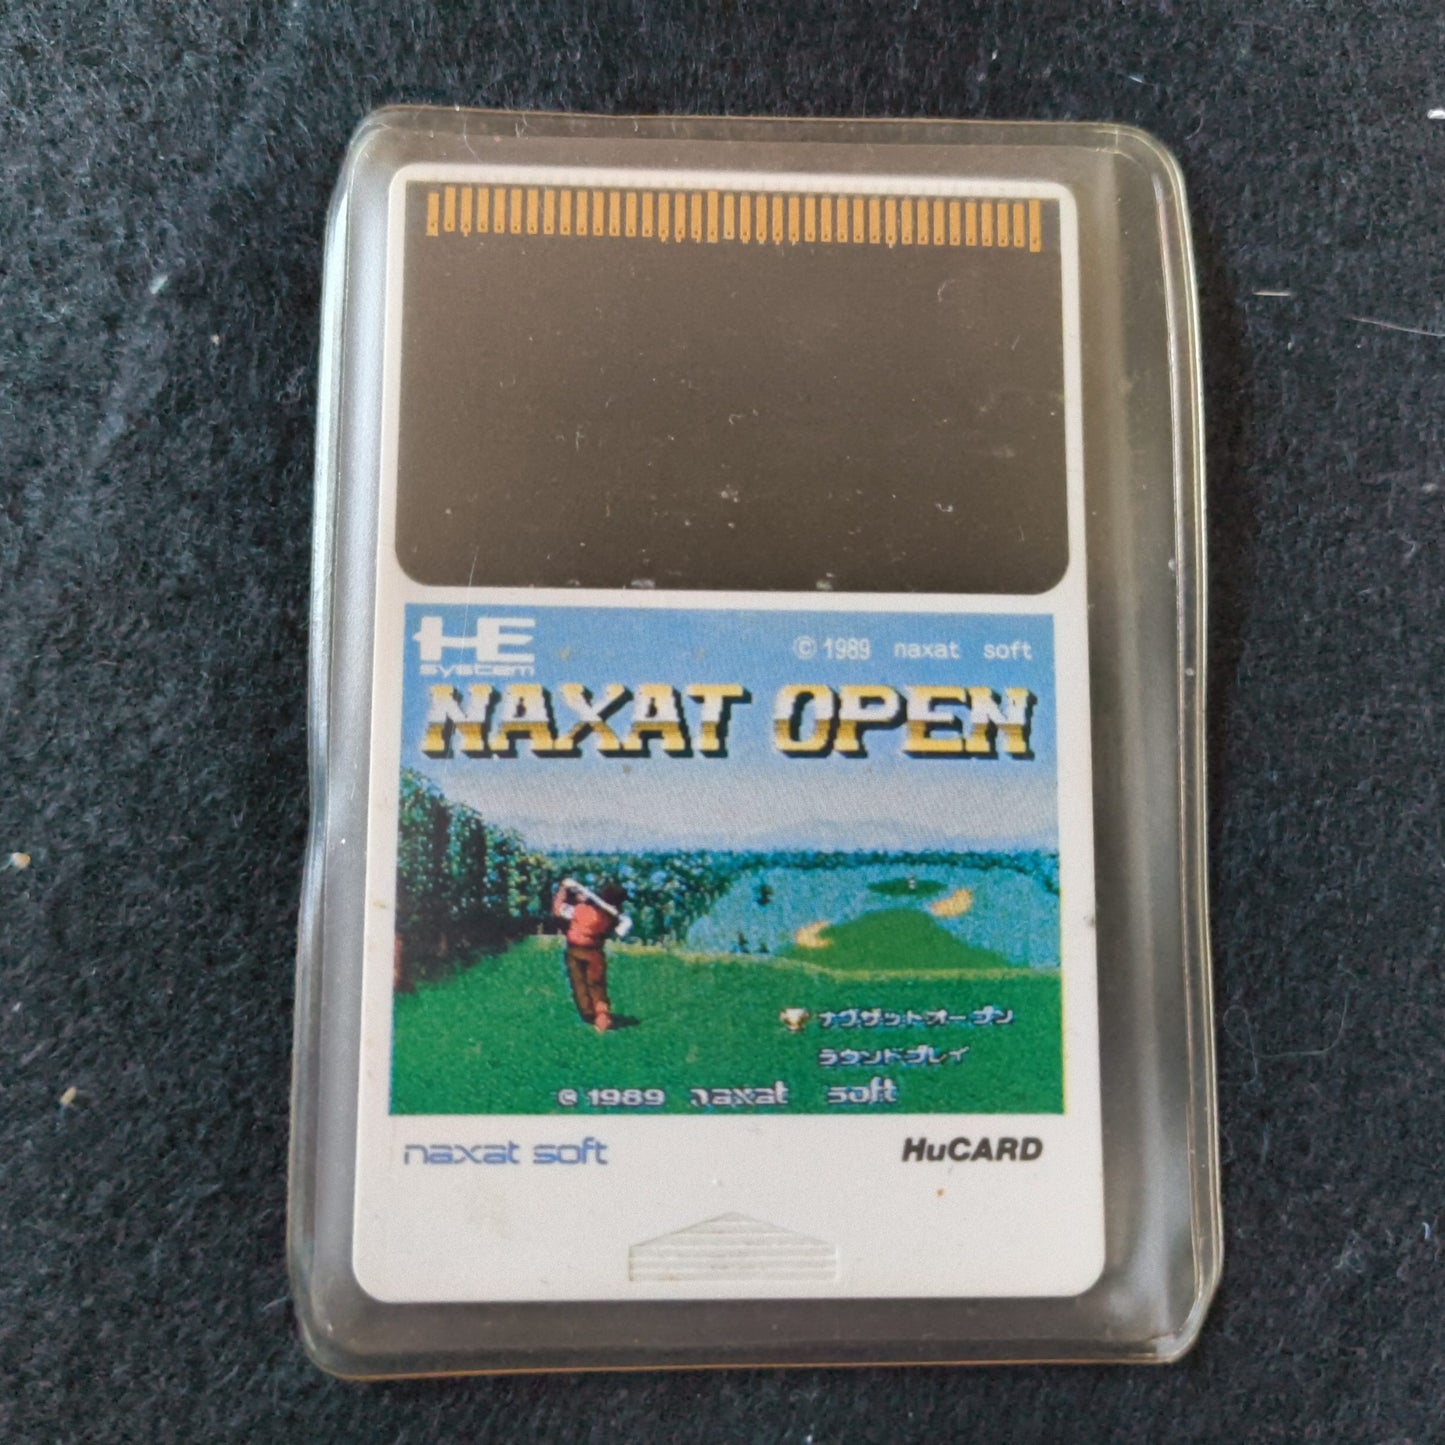 HE
system
© 1989 naxat soft
NAXAT OPEN
ナグザットオープン
ラウンドプレイ
© 1989 naxat soft
naxat soft
HuCARD